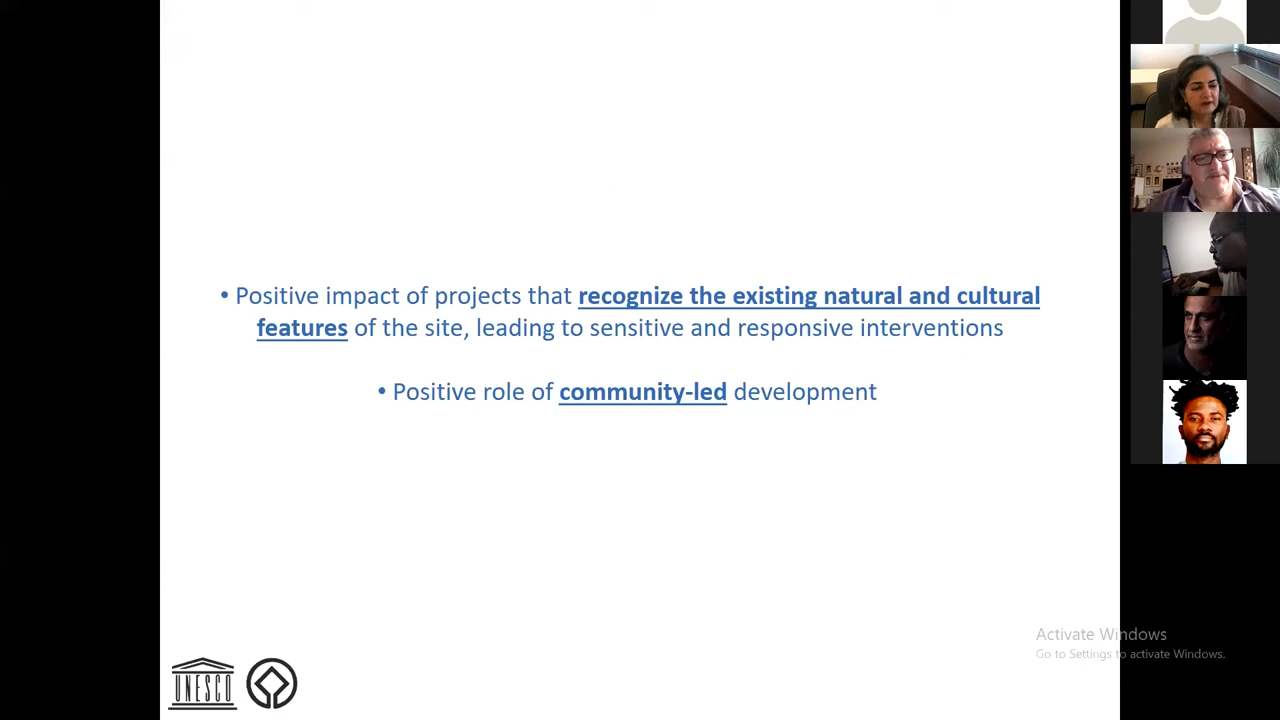 • Positive impact of projects that recognize the existing natural and cultural
features of the site, leading to sensitive and responsive interventions
• Positive role of community-led development
Activate Windows
Go to Settings to activate Windows.
UNESCO